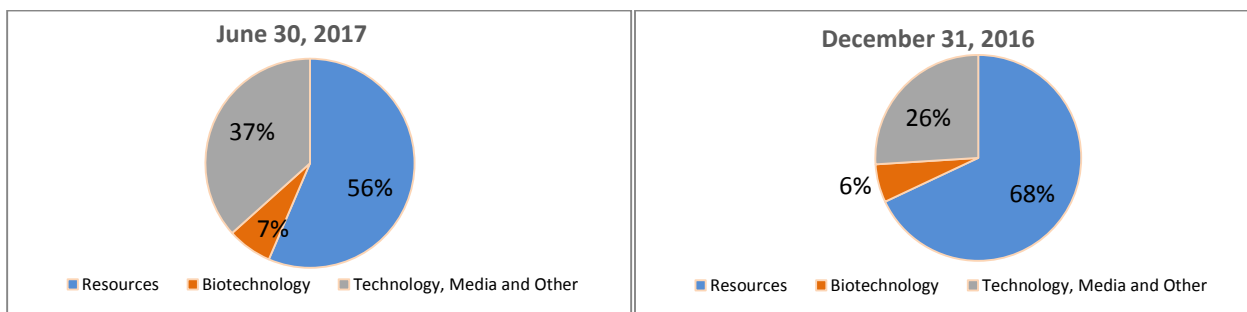 June 30, 2017
37%
56%
7%
Resources Biotechnology Technology, Media and Other
December 31, 2016
26%
6%
68%
Resources Biotechnology Technology, Media and Other